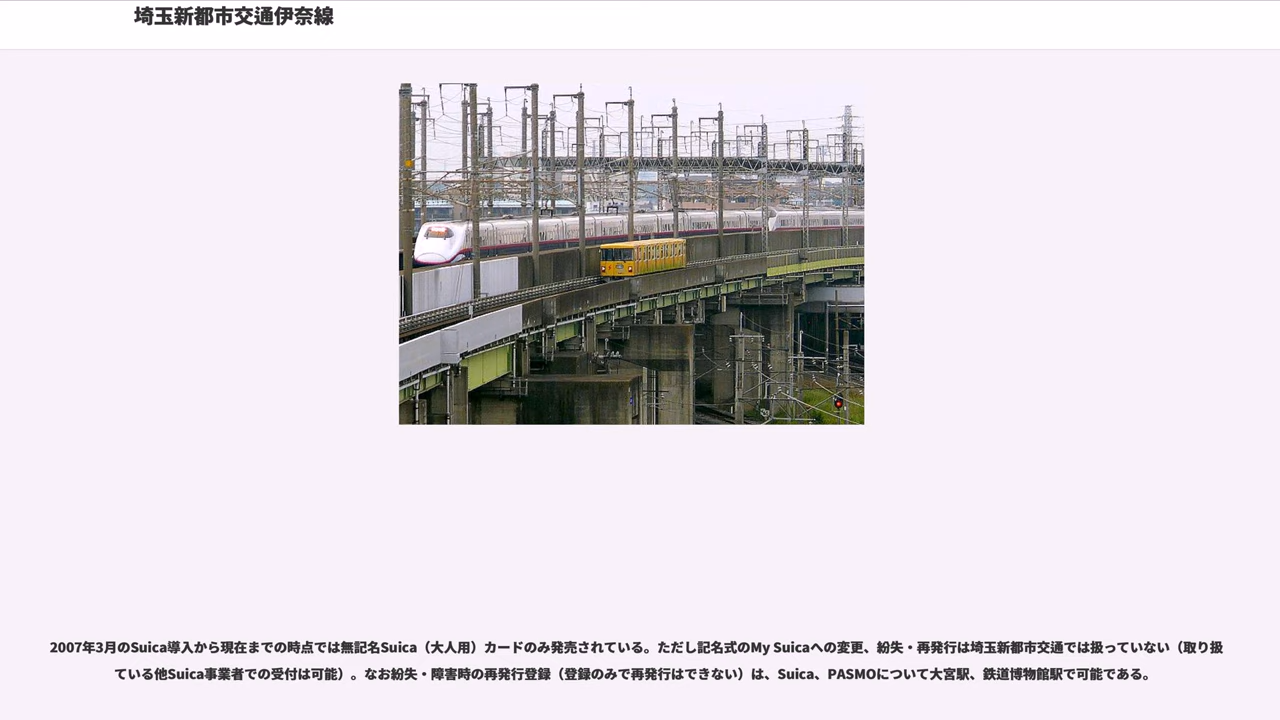 埼玉新都市交通伊奈線
2007年3月のSuica導入から現在までの時点では無記名Suica（大人用）カードのみ発売されている。ただし記名式のMy Suicaへの変更、紛失・再発行は埼玉新都市交通では扱っていない（取り扱
ている他Suica事業者での受付は可能）。なお紛失・障害時の再発行登録（登録のみで再発行はできない）は、Suica、PASMOについて大宮駅、鉄道博物館駅で可能である。